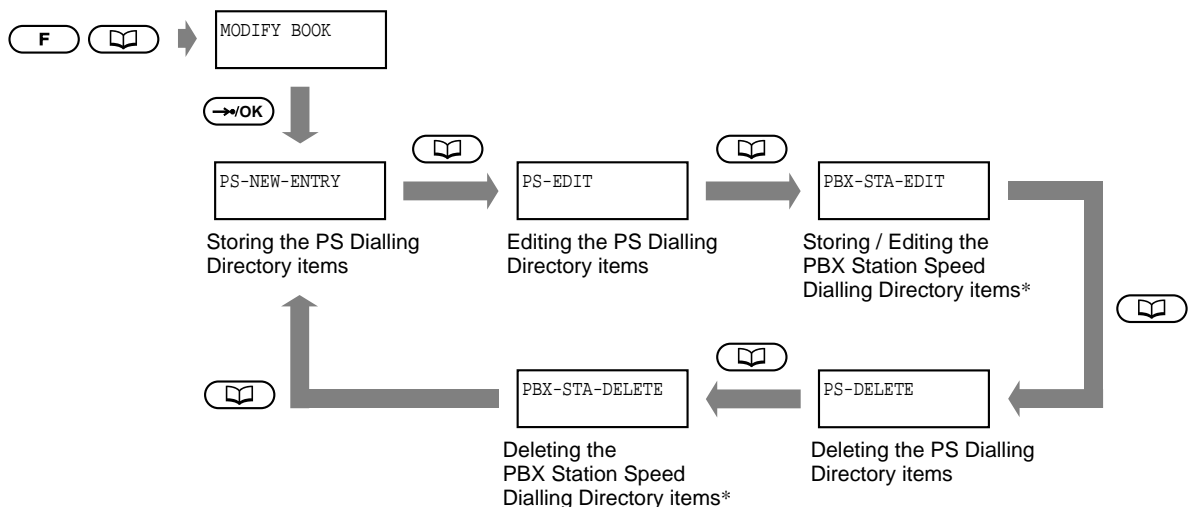 F
MODIFY BOOK
→•/OK
PS-NEW-ENTRY
PS-EDIT
PBX-STA-EDIT
Storing the PS Dialling
Directory items
Editing the PS Dialling
Directory items
Storing / Editing the
PBX Station Speed
Dialling Directory items*
PBX-STA-DELETE
PS-DELETE
Deleting the
PBX Station Speed
Dialling Directory items*
Deleting the PS Dialling
Directory items